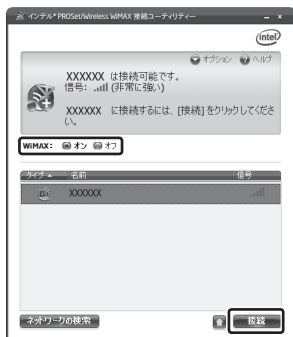 インテル® PROSet/Wireless WiMAX 接続ユーティリティー
intel
オプション ヘルプ
XXXXXX は接続可能です。
信号: (非常に強い)
XXXXXX に接続するには、[接続] をクリックしてくださ
い。
WiMAX: オン オフ
タイプ 名前 信号
XXXXXX
ネットワークの検索 接続